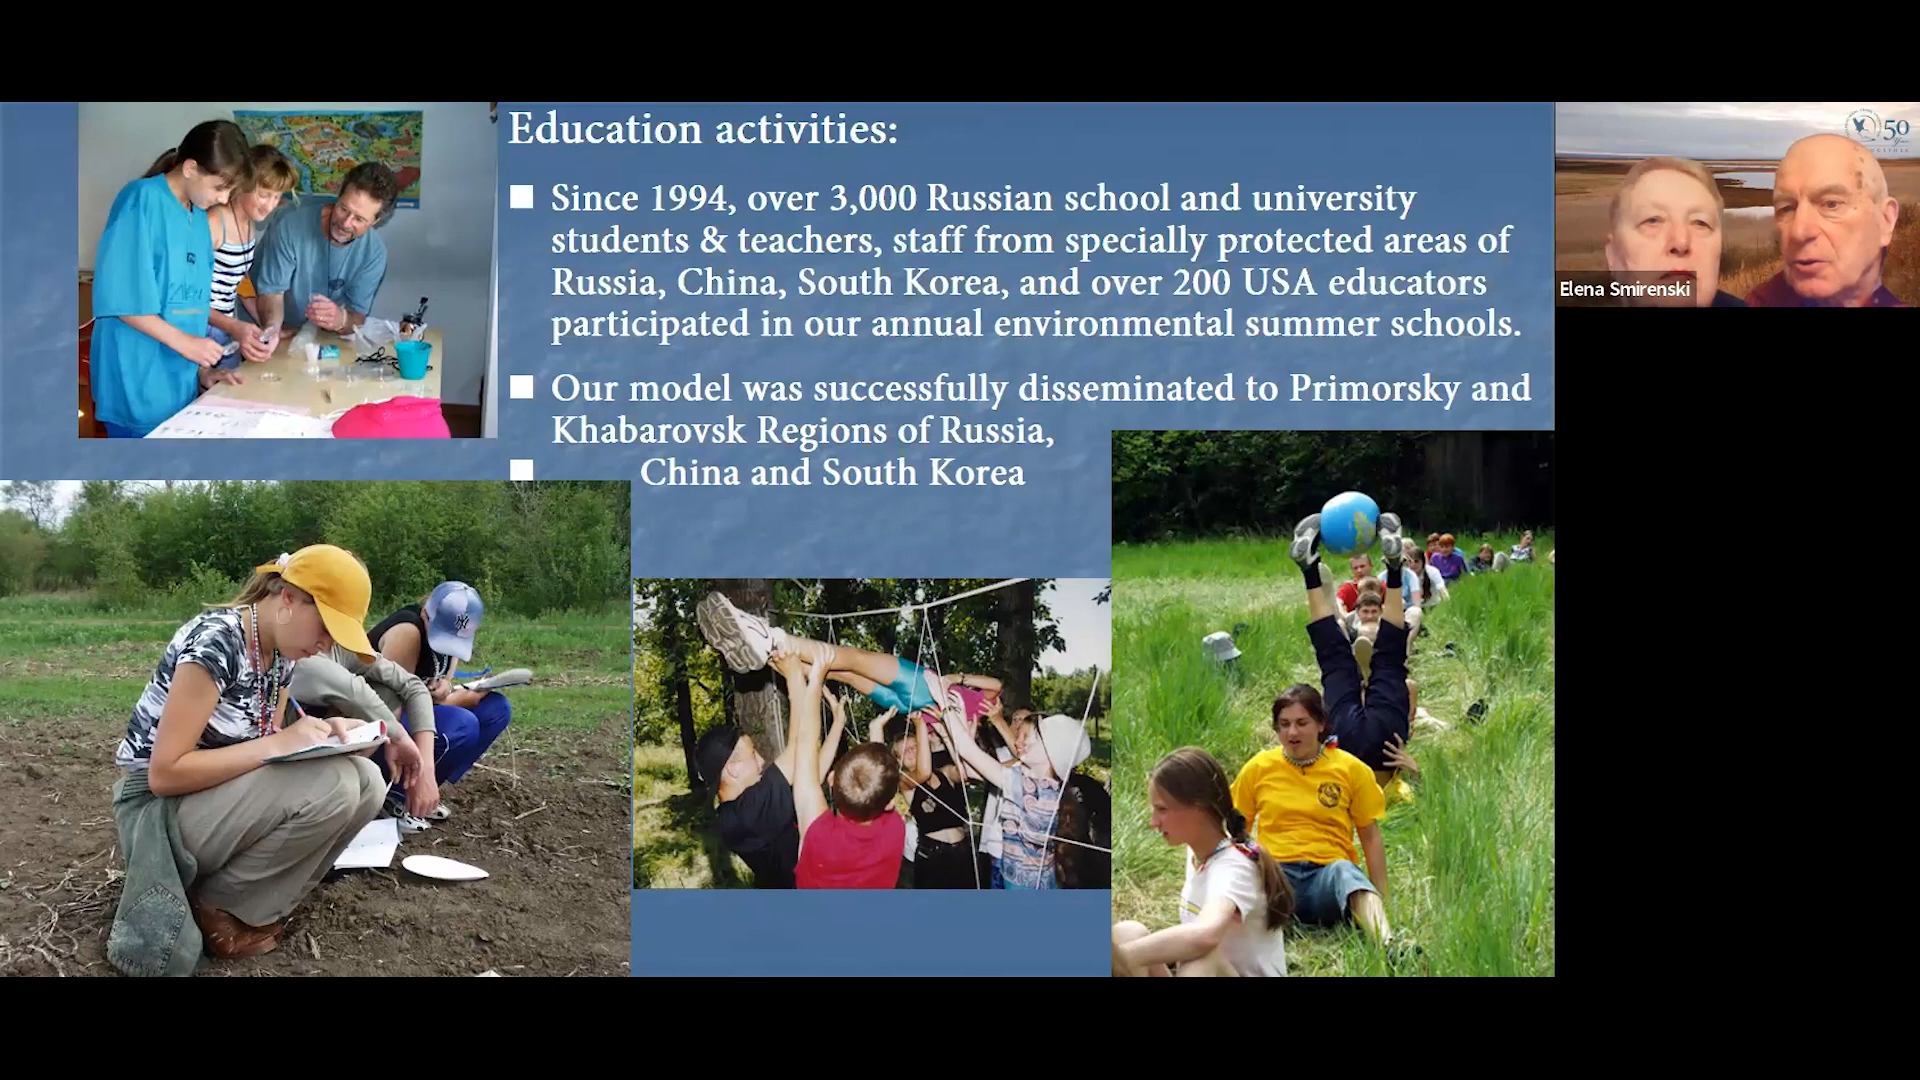 Education activities:
Since 1994, over 3,000 Russian school and university
students & teachers, staff from specially protected areas of
Russia, China, South Korea, and over 200 USA educators
participated in our annual environmental summer schools.
Our model was successfully disseminated to Primorsky and
Khabarovsk Regions of Russia,
China and South Korea
50
Elena Smirenski